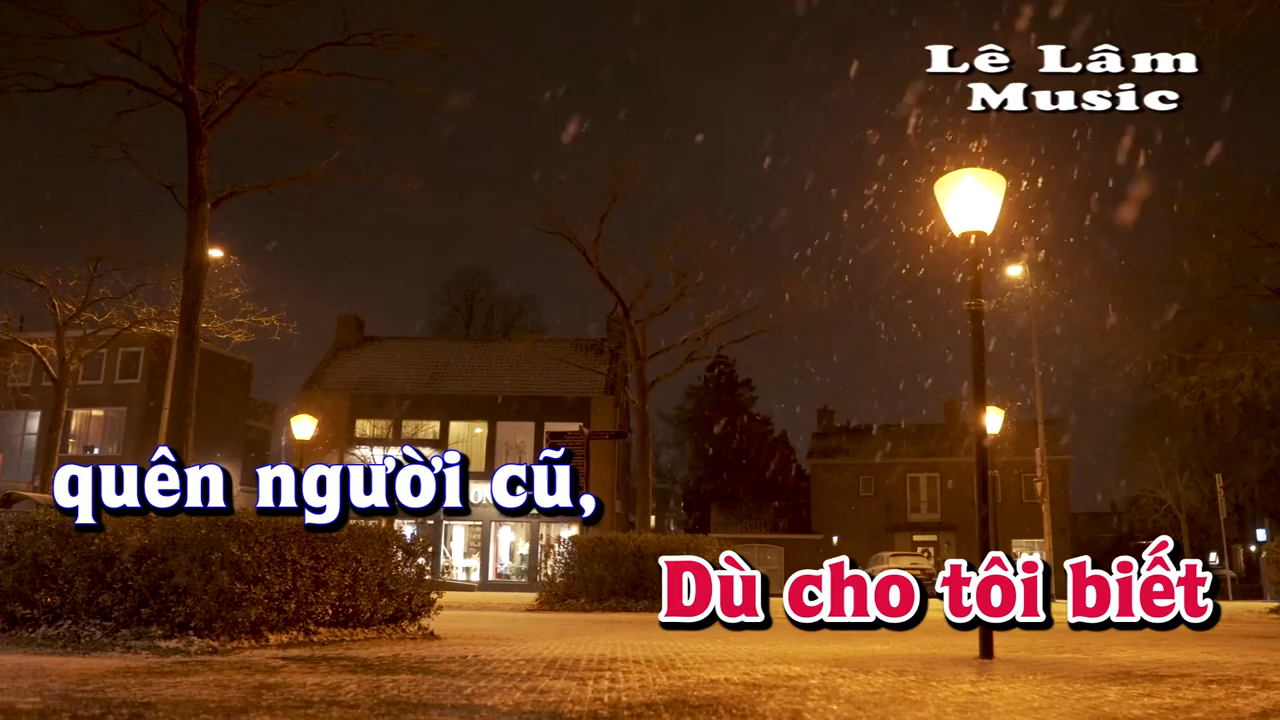 Lê Lâm
Music
quên người cũ,
Dù cho tôi biết